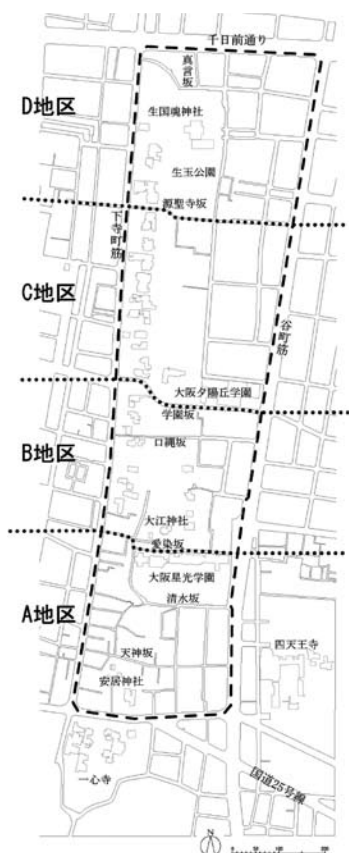 千日前通り
真言坂
D地区
生国魂神社
生玉公園
源聖寺坂
下寺町筋
C地区
谷町筋
大阪夕陽丘学園
学園坂
口縄坂
B地区
大江神社
愛染坂
大阪星光学園
清水坂
A地区
四天王寺
天神坂
安居神社
国道25号線
一心寺
N